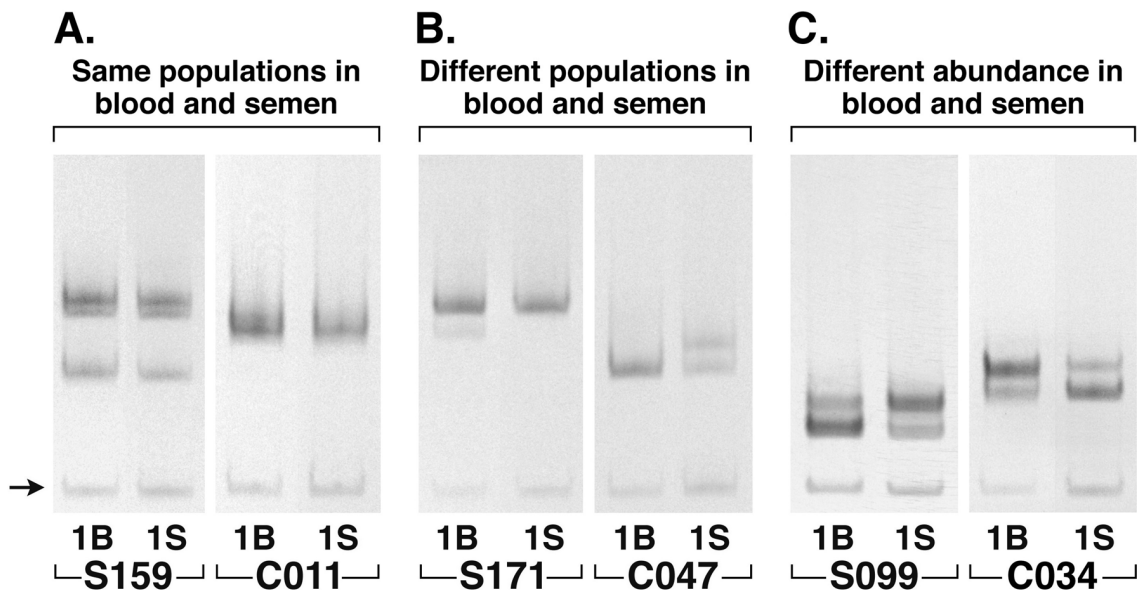 A.
Same populations in
blood and semen
B.
Different populations in
blood and semen
C.
Different abundance in
blood and semen
1B 1S 1B 1S 1B 1S 1B 1S 1B 1S 1B 1S
S159 C011 S171 C047 S099 C034